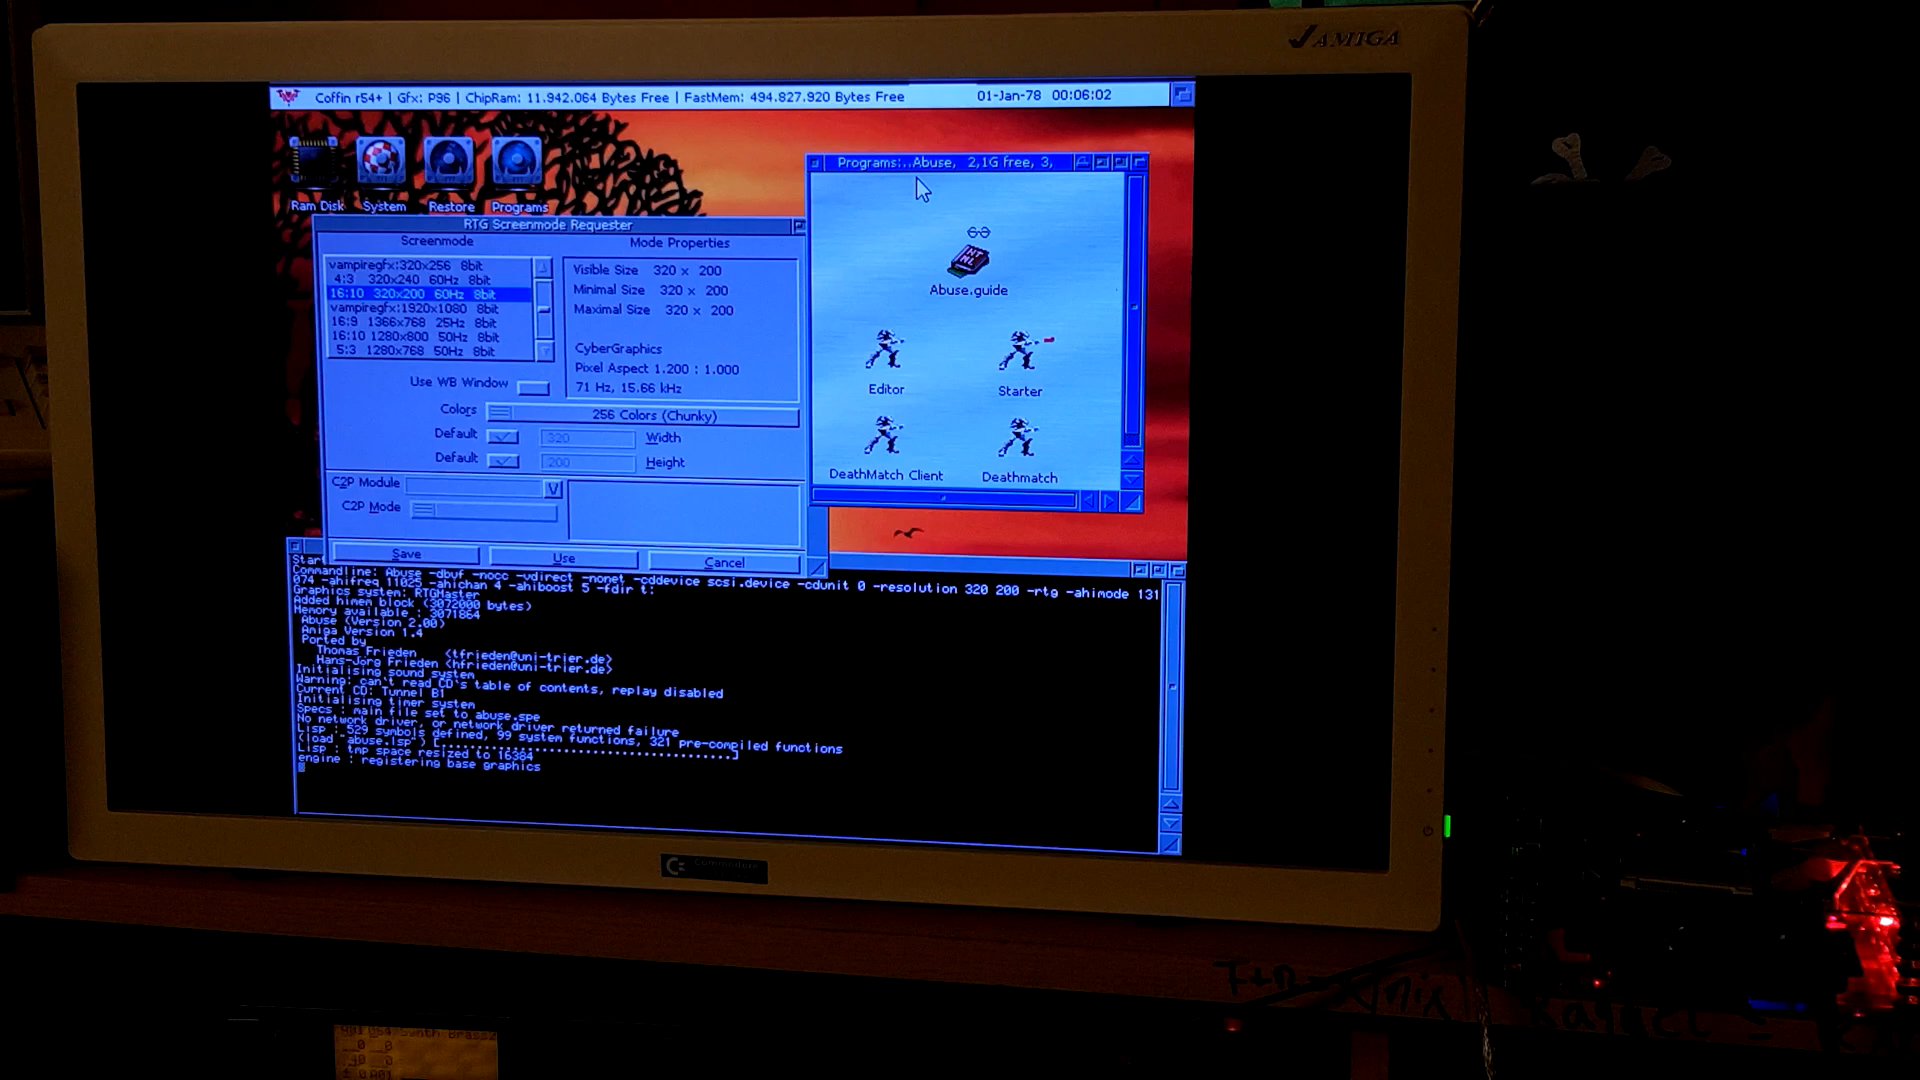 AMIGA
Coffin r54+ | Gfx: P96 | ChipRam: 11.942.064 Bytes Free | FastMem: 494.827.920 Bytes Free
01-Jan-78 00:06:02
Ram Disk
System
Restore
Programs
RTG Screenmode Requester
Screenmode
vampiregfx:320x256 8bit
4:3 320x240 60Hz 8bit
16:10 320x200 60Hz 8bit
vampiregfx:1920x1080 8bit
16:9 1366x768 25Hz 8bit
16:10 1280x800 50Hz 8bit
5:3 1280x768 50Hz 8bit
Mode Properties
Visible Size 320 x 200
Minimal Size 320 x 200
Maximal Size 320 x 200
CyberGraphics
Pixel Aspect 1.200 : 1.000
71 Hz, 15.66 kHz
Use WB Window
Colors 256 Colors (Chunky)
Default 320 Width
Default 200 Height
C2P Module
C2P Mode
Save
Use
Cancel
Programs:..Abuse, 2,1G free, 3,
Abuse.guide
Editor
Starter
DeathMatch Client
Deathmatch
Start
Commandline: Abuse -dbuf -nocc -vdirect -nonet -cddevice scsi.device -cdunit 0 -resolution 320 200 -rtg -ahimode 131
074 -ahifreq 11025 -ahichan 4 -ahiboost 5 -fdir t:
Graphics system: RTGMaster
Added himem block (3072000 bytes)
Memory available : 3071864
Abuse (Version 2.00)
Amiga Version 1.4
Ported by
Thomas Frieden <tfrieden@uni-trier.de>
Hans-Jörg Frieden <hfrieden@uni-trier.de>
Initialising sound system
Warning: can't read CD's table of contents, replay disabled
Current CD: Tunnel B1
Initialising timer system
Specs : main file set to abuse.spe
No network driver, or network driver returned failure
Lisp : 529 symbols defined, 99 system functions, 321 pre-compiled functions
(load "abuse.lsp") [..................................................]
Lisp : tmp space resized to 16384
engine : registering base graphics
Commodore
Synth Brass